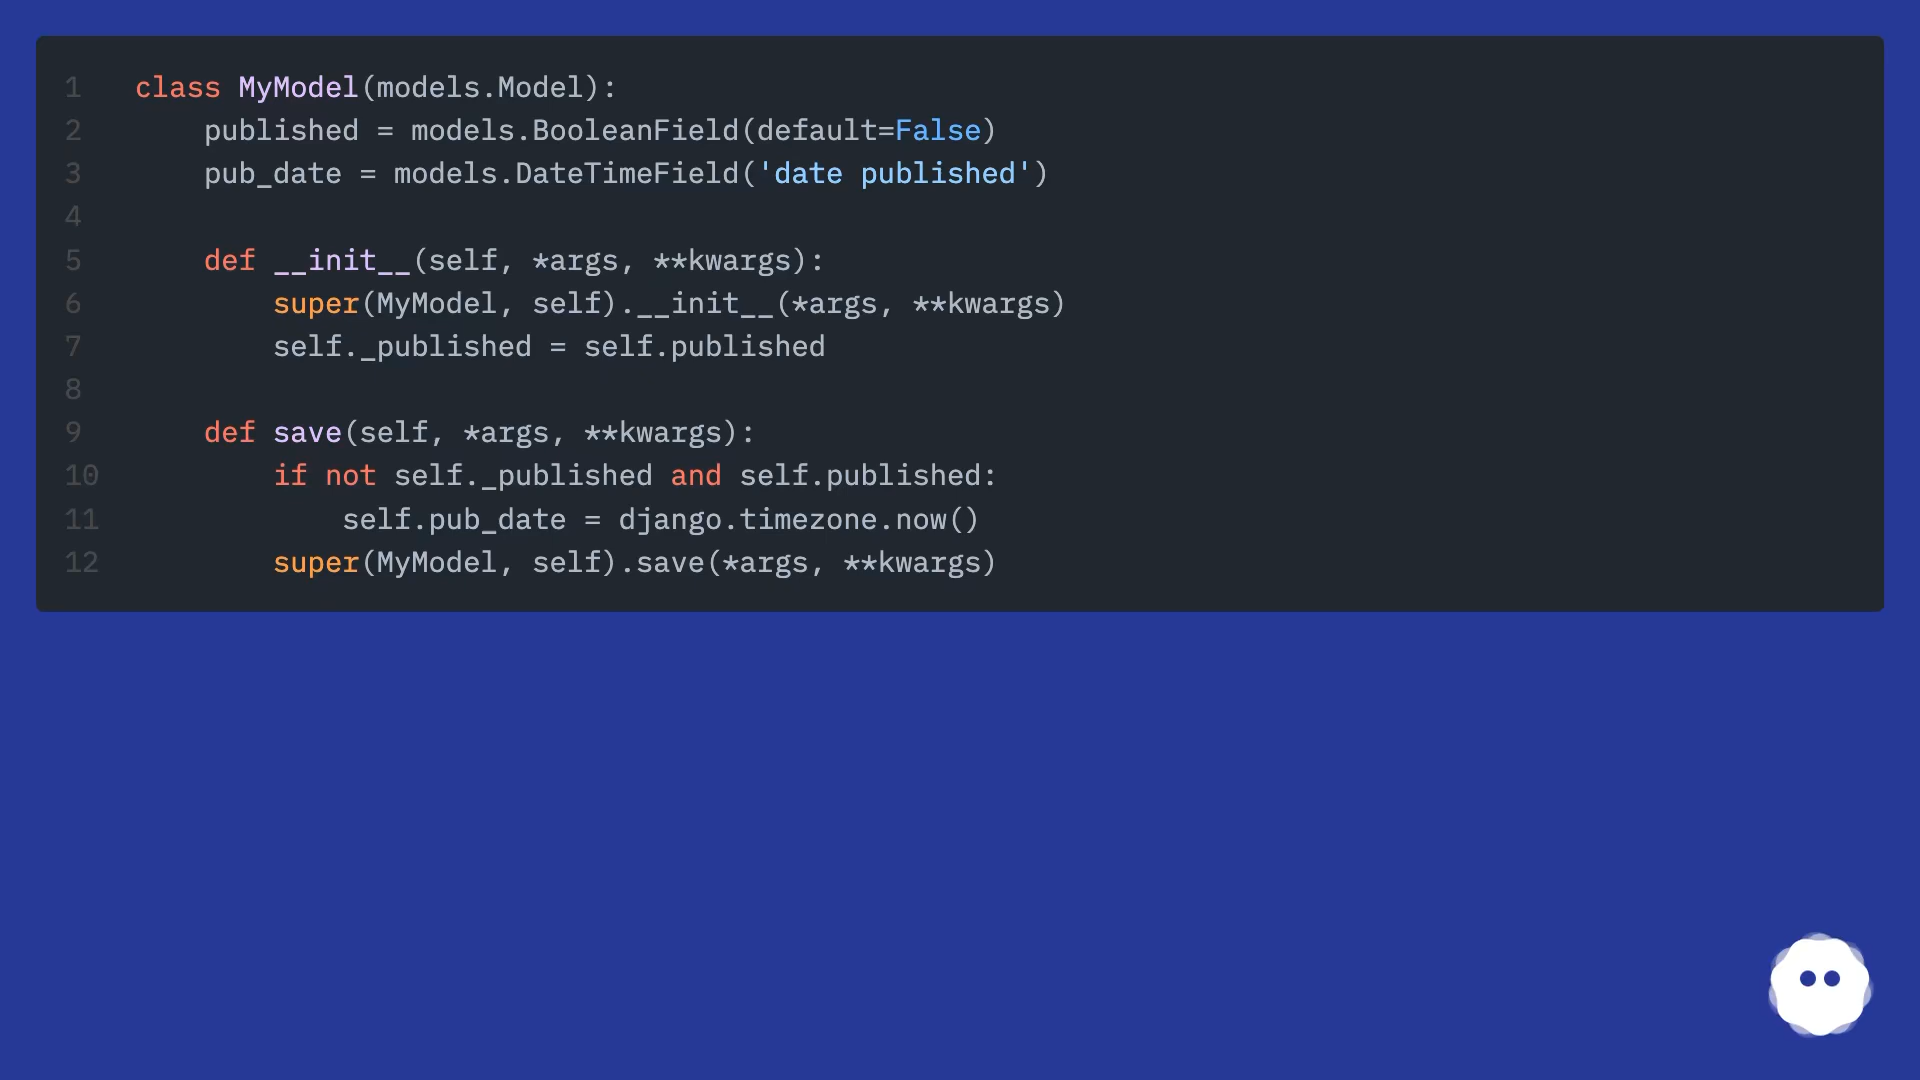 1 class MyModel(models.Model):
2     published = models.BooleanField(default=False)
3     pub_date = models.DateTimeField('date published')
4
5     def __init__(self, *args, **kwargs):
6         super(MyModel, self).__init__(*args, **kwargs)
7         self._published = self.published
8
9     def save(self, *args, **kwargs):
10         if not self._published and self.published:
11             self.pub_date = django.timezone.now()
12         super(MyModel, self).save(*args, **kwargs)